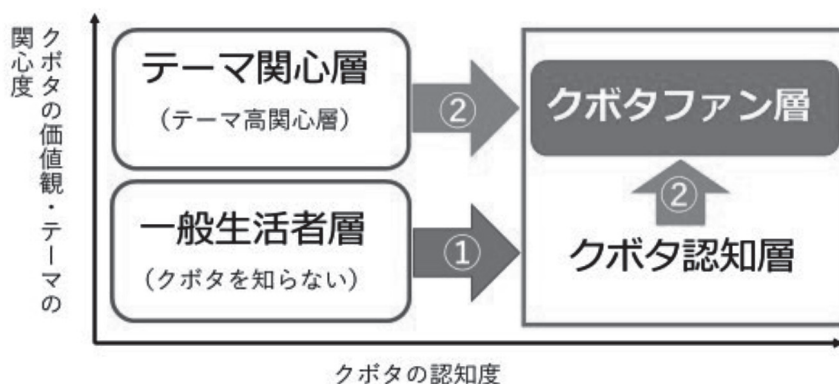 クボタの価値観・テーマの
関心度
テーマ関心層
(テーマ高関心層)
②
クボタファン層
②
一般生活者層
(クボタを知らない)
①
クボタ認知層
クボタの認知度